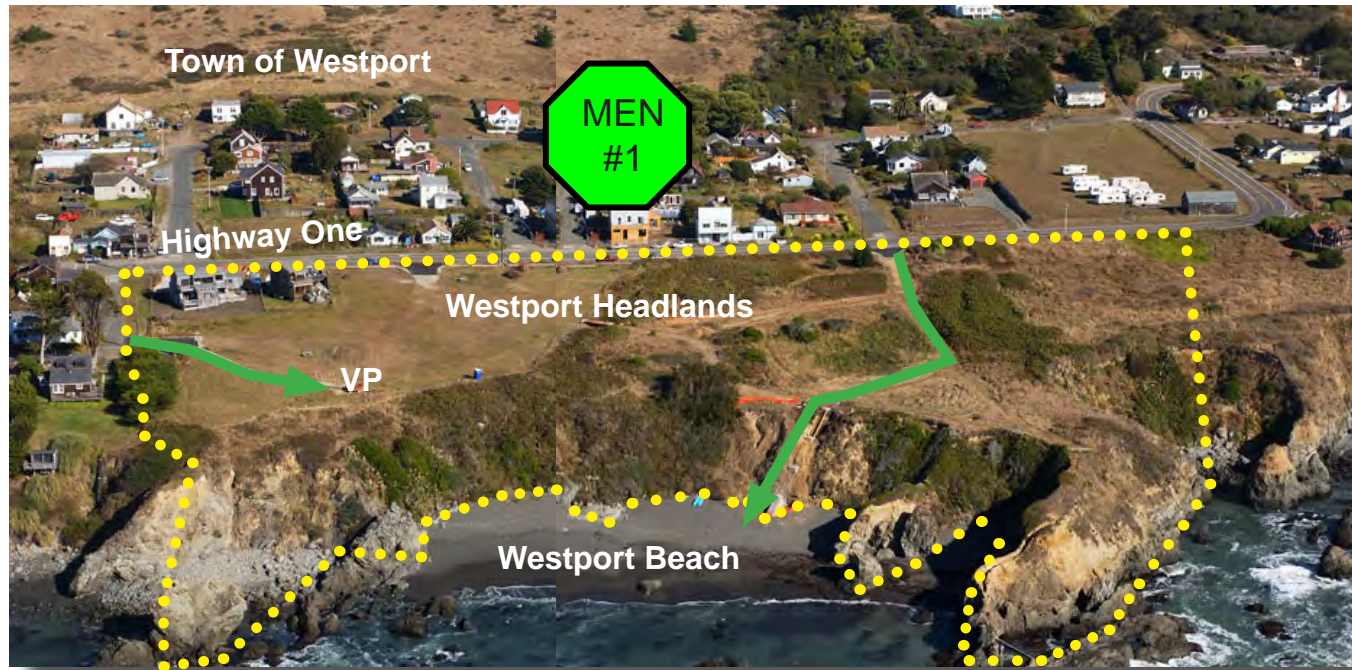 Town of Westport
MEN
#1
Highway One
Westport Headlands
VP
Westport Beach